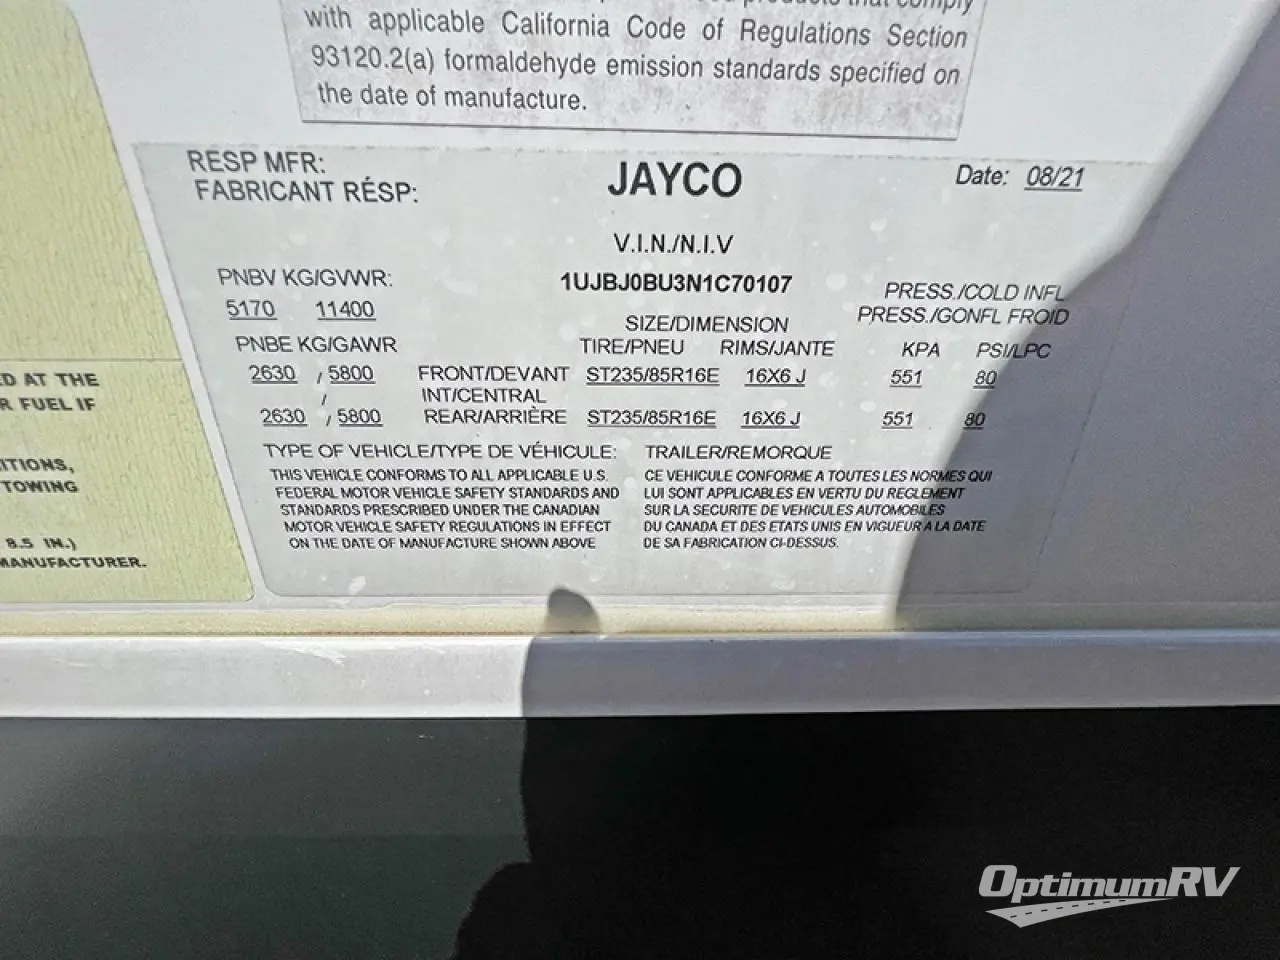 products that comply
with applicable California Code of Regulations Section
93120.2(a) formaldehyde emission standards specified on
the date of manufacture.
RESP MFR:
FABRICANT RÉSP:
JAYCO
Date: 08/21
V.I.N./N.I.V
1UJBJ0BU3N1C70107
PNBV KG/GVWR:
5170 11400
PRESS./COLD INFL
PRESS./GONFL FROID
SIZE/DIMENSION
PNBE KG/GAWR TIRE/PNEU RIMS/JANTE KPA PSI/LPC
2630 / 5800 FRONT/DEVANT ST235/85R16E 16X6 J 551 80
/ INT/CENTRAL
2630 / 5800 REAR/ARRIÈRE ST235/85R16E 16X6 J 551 80
TYPE OF VEHICLE/TYPE DE VÉHICULE: TRAILER/REMORQUE
THIS VEHICLE CONFORMS TO ALL APPLICABLE U.S.
FEDERAL MOTOR VEHICLE SAFETY STANDARDS AND
STANDARDS PRESCRIBED UNDER THE CANADIAN
MOTOR VEHICLE SAFETY REGULATIONS IN EFFECT
ON THE DATE OF MANUFACTURE SHOWN ABOVE
CE VEHICULE CONFORME A TOUTES LES NORMES QUI
LUI SONT APPLICABLES EN VERTU DU REGLEMENT
SUR LA SECURITE DE VEHICULES AUTOMOBILES
DU CANADA ET DES ETATS UNIS EN VIGUEUR A LA DATE
DE SA FABRICATION CI-DESSUS.
AT THE
FUEL IF
TOWING
8.5 IN.)
MANUFACTURER.
OptimumRV